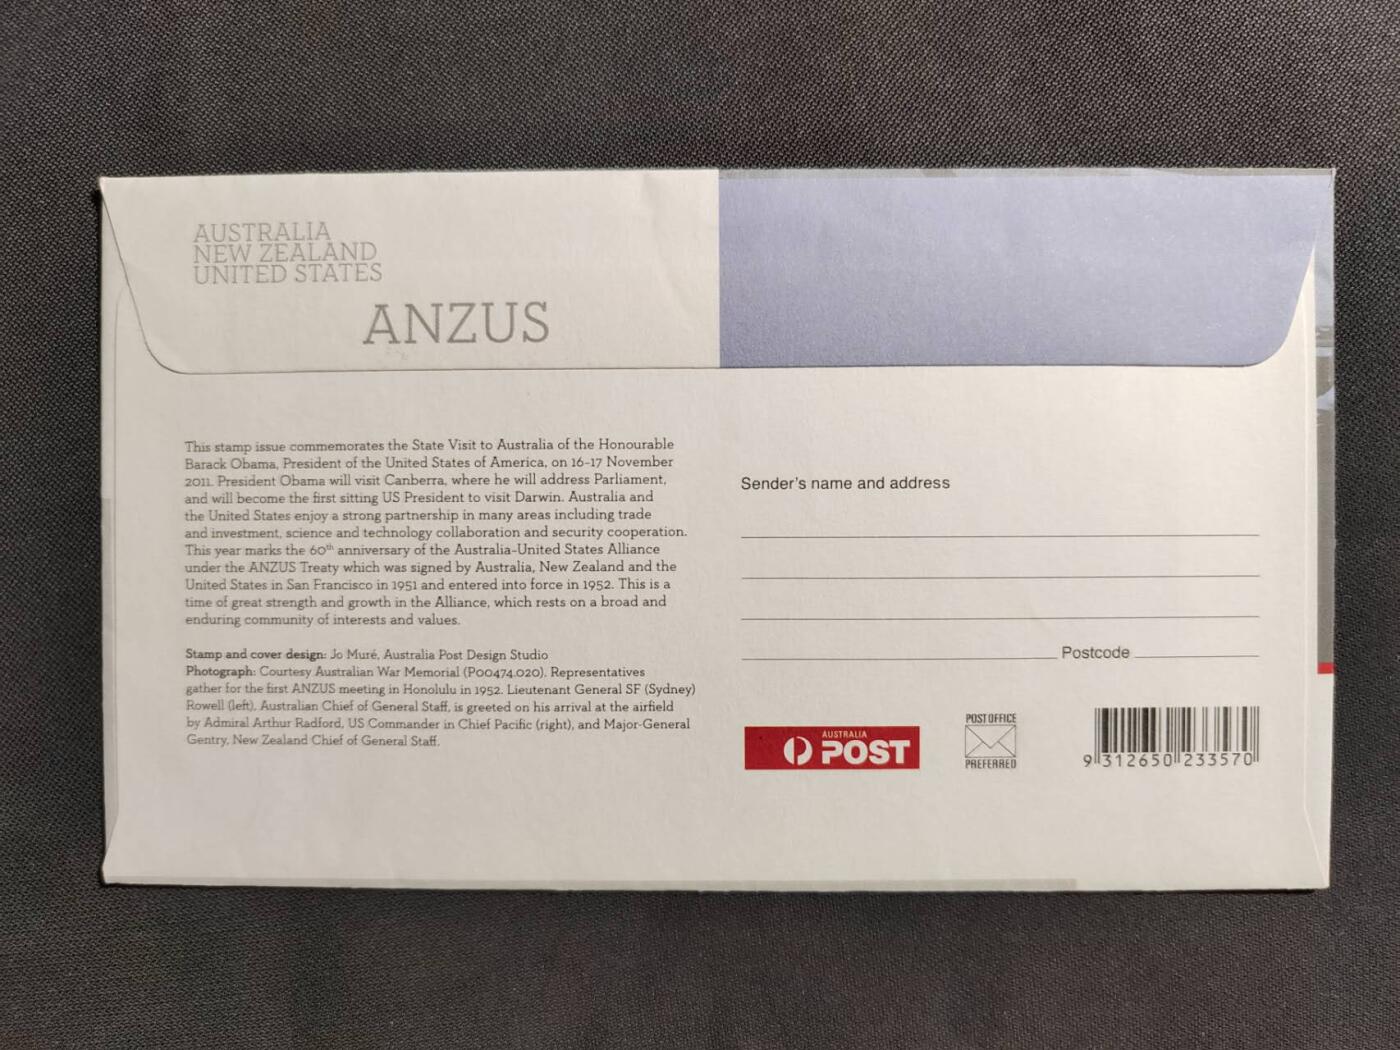 AUSTRALIA
NEW ZEALAND
UNITED STATES
ANZUS
This stamp issue commemorates the State Visit to Australia of the Honourable
Barack Obama, President of the United States of America, on 16-17 November
2011. President Obama will visit Canberra, where he will address Parliament,
and will become the first sitting US President to visit Darwin. Australia and
the United States enjoy a strong partnership in many areas including trade
and investment, science and technology collaboration and security cooperation.
This year marks the 60th anniversary of the Australia-United States Alliance
under the ANZUS Treaty which was signed by Australia, New Zealand and the
United States in San Francisco in 1951 and entered into force in 1952. This is a
time of great strength and growth in the Alliance, which rests on a broad and
enduring community of interests and values.
Stamp and cover design: Jo Muré, Australia Post Design Studio
Photograph: Courtesy Australian War Memorial (P00474.020). Representatives
gather for the first ANZUS meeting in Honolulu in 1952. Lieutenant General SF (Sydney)
Rowell (left), Australian Chief of General Staff, is greeted on his arrival at the airfield
by Admiral Arthur Radford, US Commander in Chief Pacific (right), and Major-General
Gentry, New Zealand Chief of General Staff.
Sender's name and address
Postcode
AUSTRALIA
POST
POST OFFICE
PREFERRED
9 312650 233570